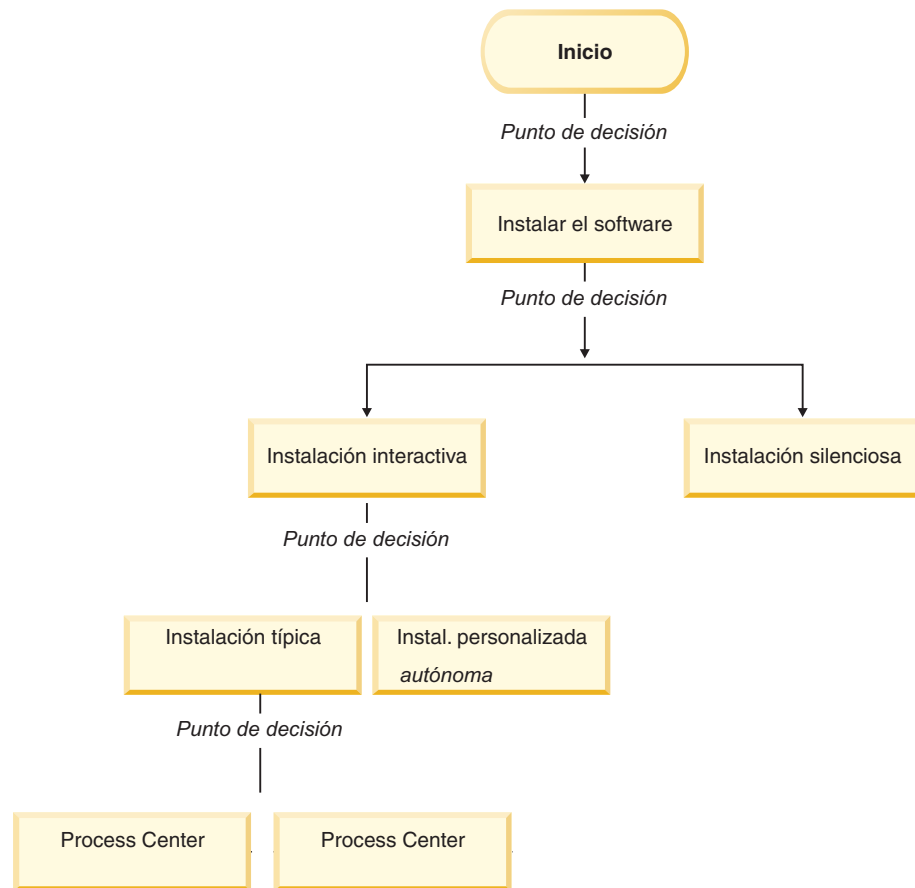 Inicio
Punto de decisión
Instalar el software
Punto de decisión
Instalación interactiva
Instalación silenciosa
Punto de decisión
Instalación típica
Instal. personalizada
autónoma
Punto de decisión
Process Center
Process Center